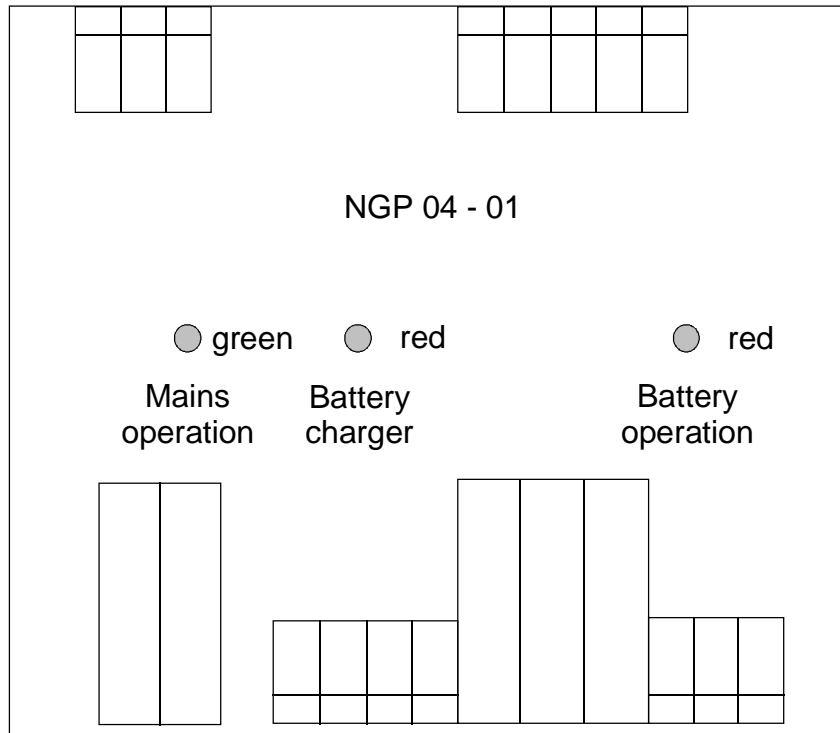 NGP 04 - 01
green
red
red
Mains
operation
Battery
charger
Battery
operation